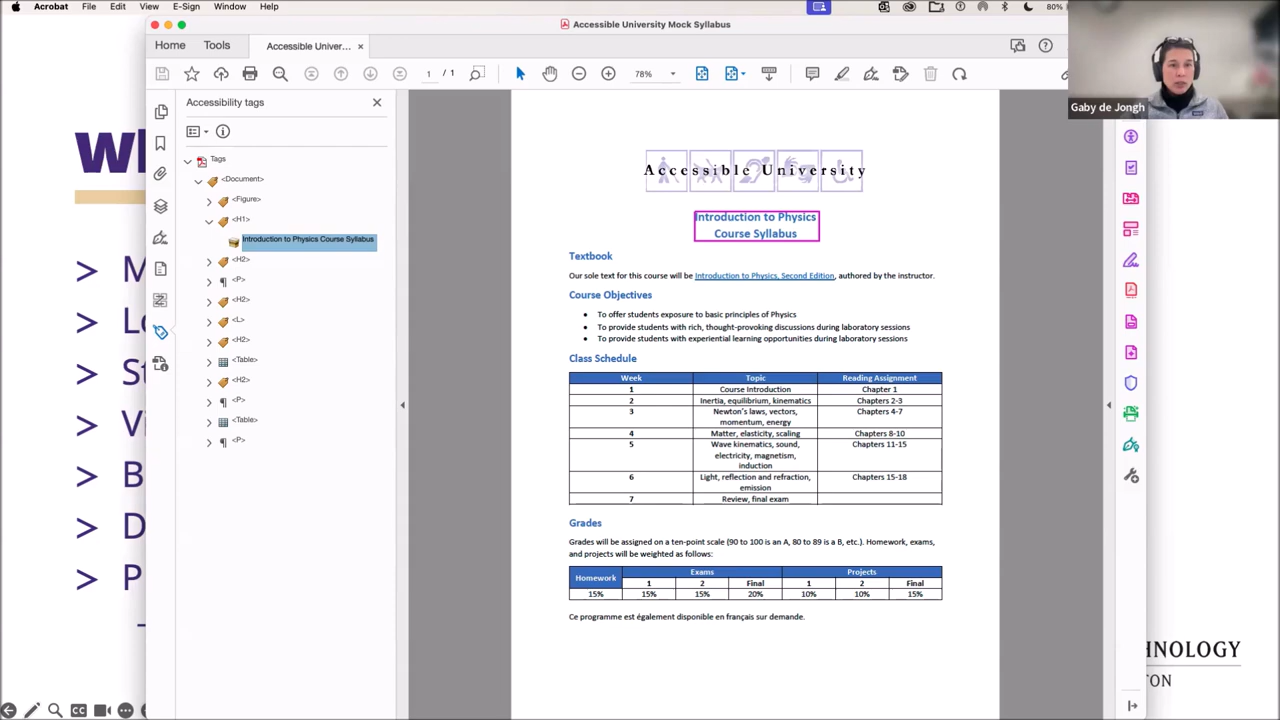 Acrobat File Edit View E-Sign Window Help 80%
Accessible University Mock Syllabus
Home Tools Accessible Univer... ×
1 / 1 78%
Gaby de Jongh
Accessibility tags
Tags
<Document>
<Figure>
<H1>
Introduction to Physics Course Syllabus
<H2>
<P>
<H2>
<L>
<H2>
<Table>
<H2>
<P>
<Table>
<P>
Accessible University
Introduction to Physics
Course Syllabus
Textbook
Our sole text for this course will be Introduction to Physics, Second Edition, authored by the instructor.
Course Objectives
• To offer students exposure to basic principles of Physics
• To provide students with rich, thought-provoking discussions during laboratory sessions
• To provide students with experiential learning opportunities during laboratory sessions
Class Schedule
Week Topic Reading Assignment
1 Course Introduction Chapter 1
2 Inertia, equilibrium, kinematics Chapters 2-3
3 Newton's laws, vectors, Chapters 4-7
momentum, energy
4 Matter, elasticity, scaling Chapters 8-10
5 Wave kinematics, sound, Chapters 11-15
electricity, magnetism,
induction
6 Light, reflection and refraction, Chapters 15-18
emission
7 Review, final exam
Grades
Grades will be assigned on a ten-point scale (90 to 100 is an A, 80 to 89 is a B, etc.). Homework, exams,
and projects will be weighted as follows:
Homework Exams Projects
1 2 Final 1 2 Final
15% 15% 15% 20% 10% 10% 15%
Ce programme est également disponible en français sur demande.
> M
> L
> St
> Vi
> B
> D
> P
HNOLOGY
TON
CC